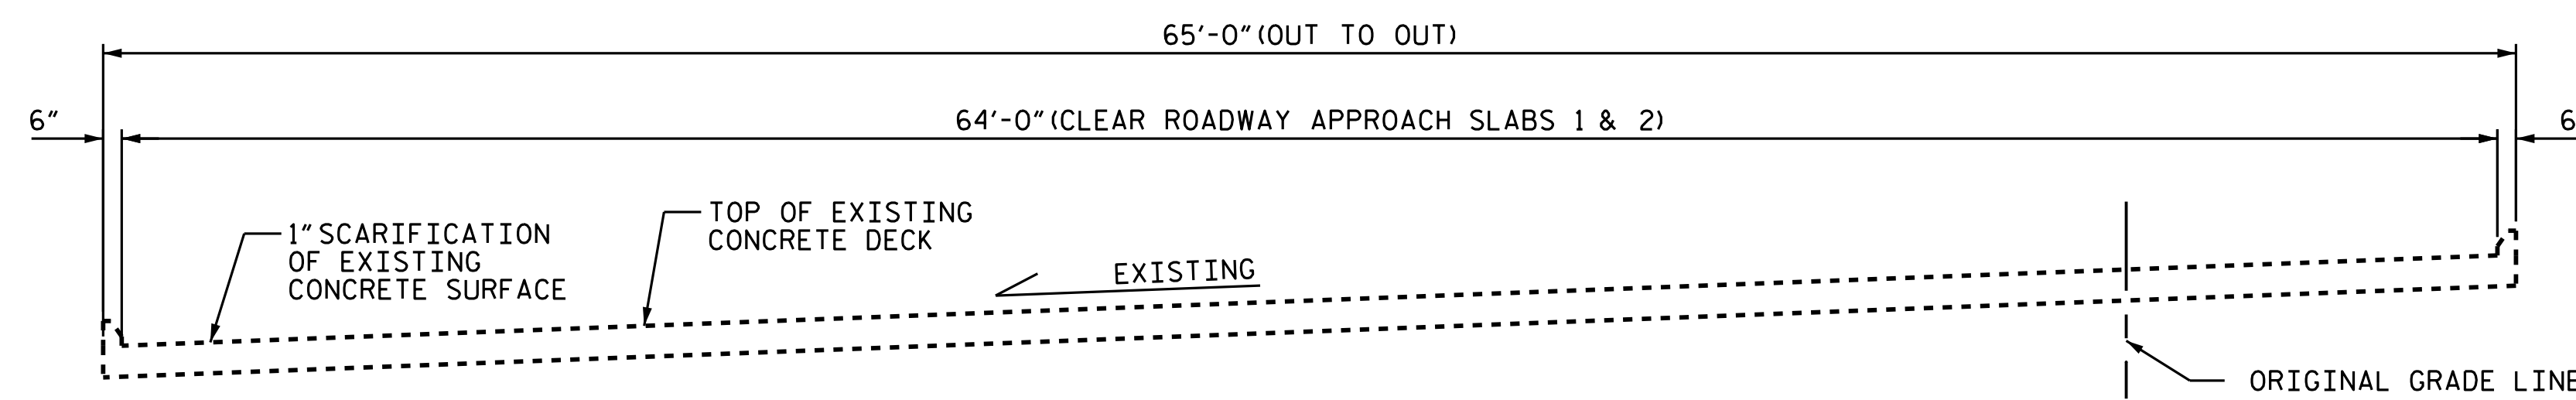 65'-0"(OUT TO OUT)
6"
64'-0"(CLEAR ROADWAY APPROACH SLABS 1 & 2)
6
TOP OF EXISTING
CONCRETE DECK
1"SCARIFICATION
OF EXISTING
CONCRETE SURFACE
EXISTING
ORIGINAL GRADE LINE